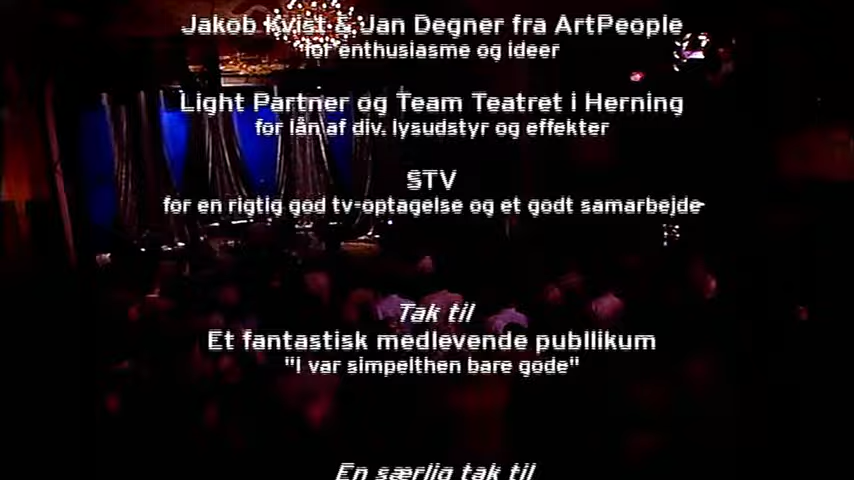 Jakob Kvist & Jan Degner fra ArtPeople
for enthusiasme og ideer
Light Partner og Team Teatret i Herning
for lån af div. lysudstyr og effekter
STV
for en rigtig god tv-optagelse og et godt samarbejde
Tak til
Et fantastisk medlevende publlikum
"I var simpelthen bare gode"
En særlig tak til